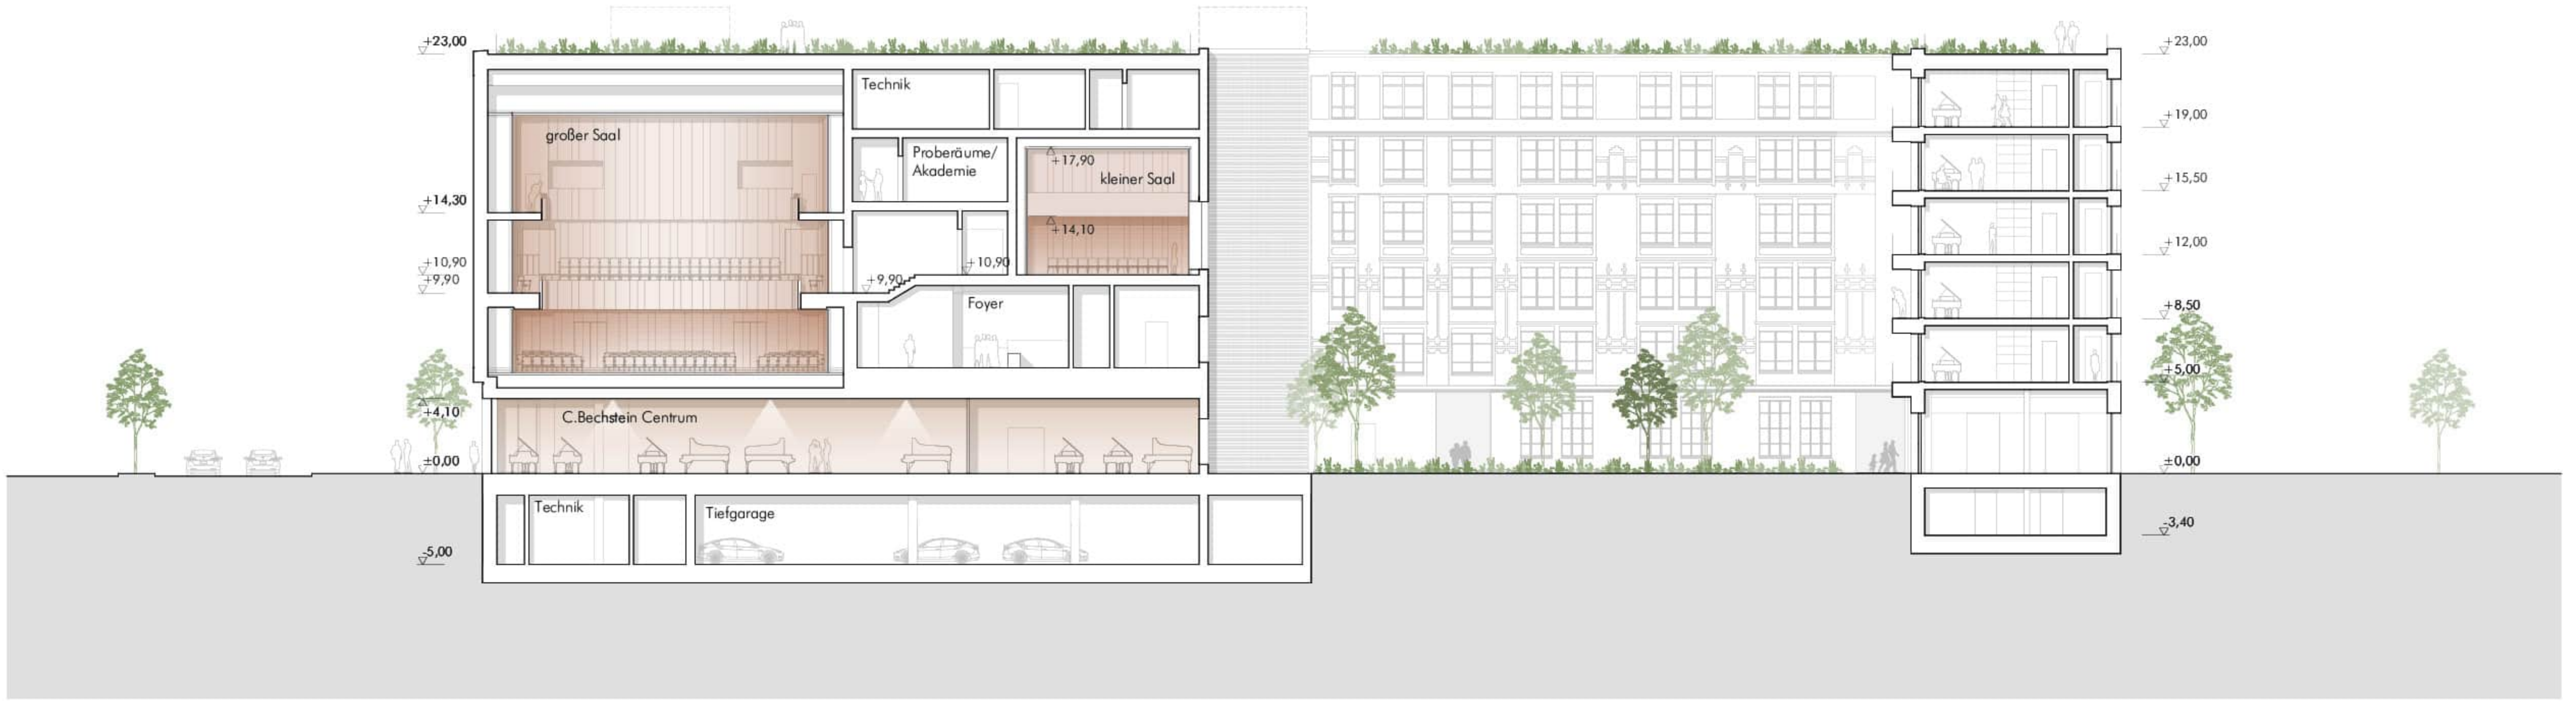 +23,00
+14,30
+10,90
+9,90
+4,10
±0,00
-5,00
großer Saal
Technik
Proberäume/
Akademie
+17,90
kleiner Saal
+14,10
+9,90
+10,90
Foyer
C.Bechstein Centrum
Technik
Tiefgarage
+23,00
+19,00
+15,50
+12,00
+8,50
+5,00
±0,00
-3,40